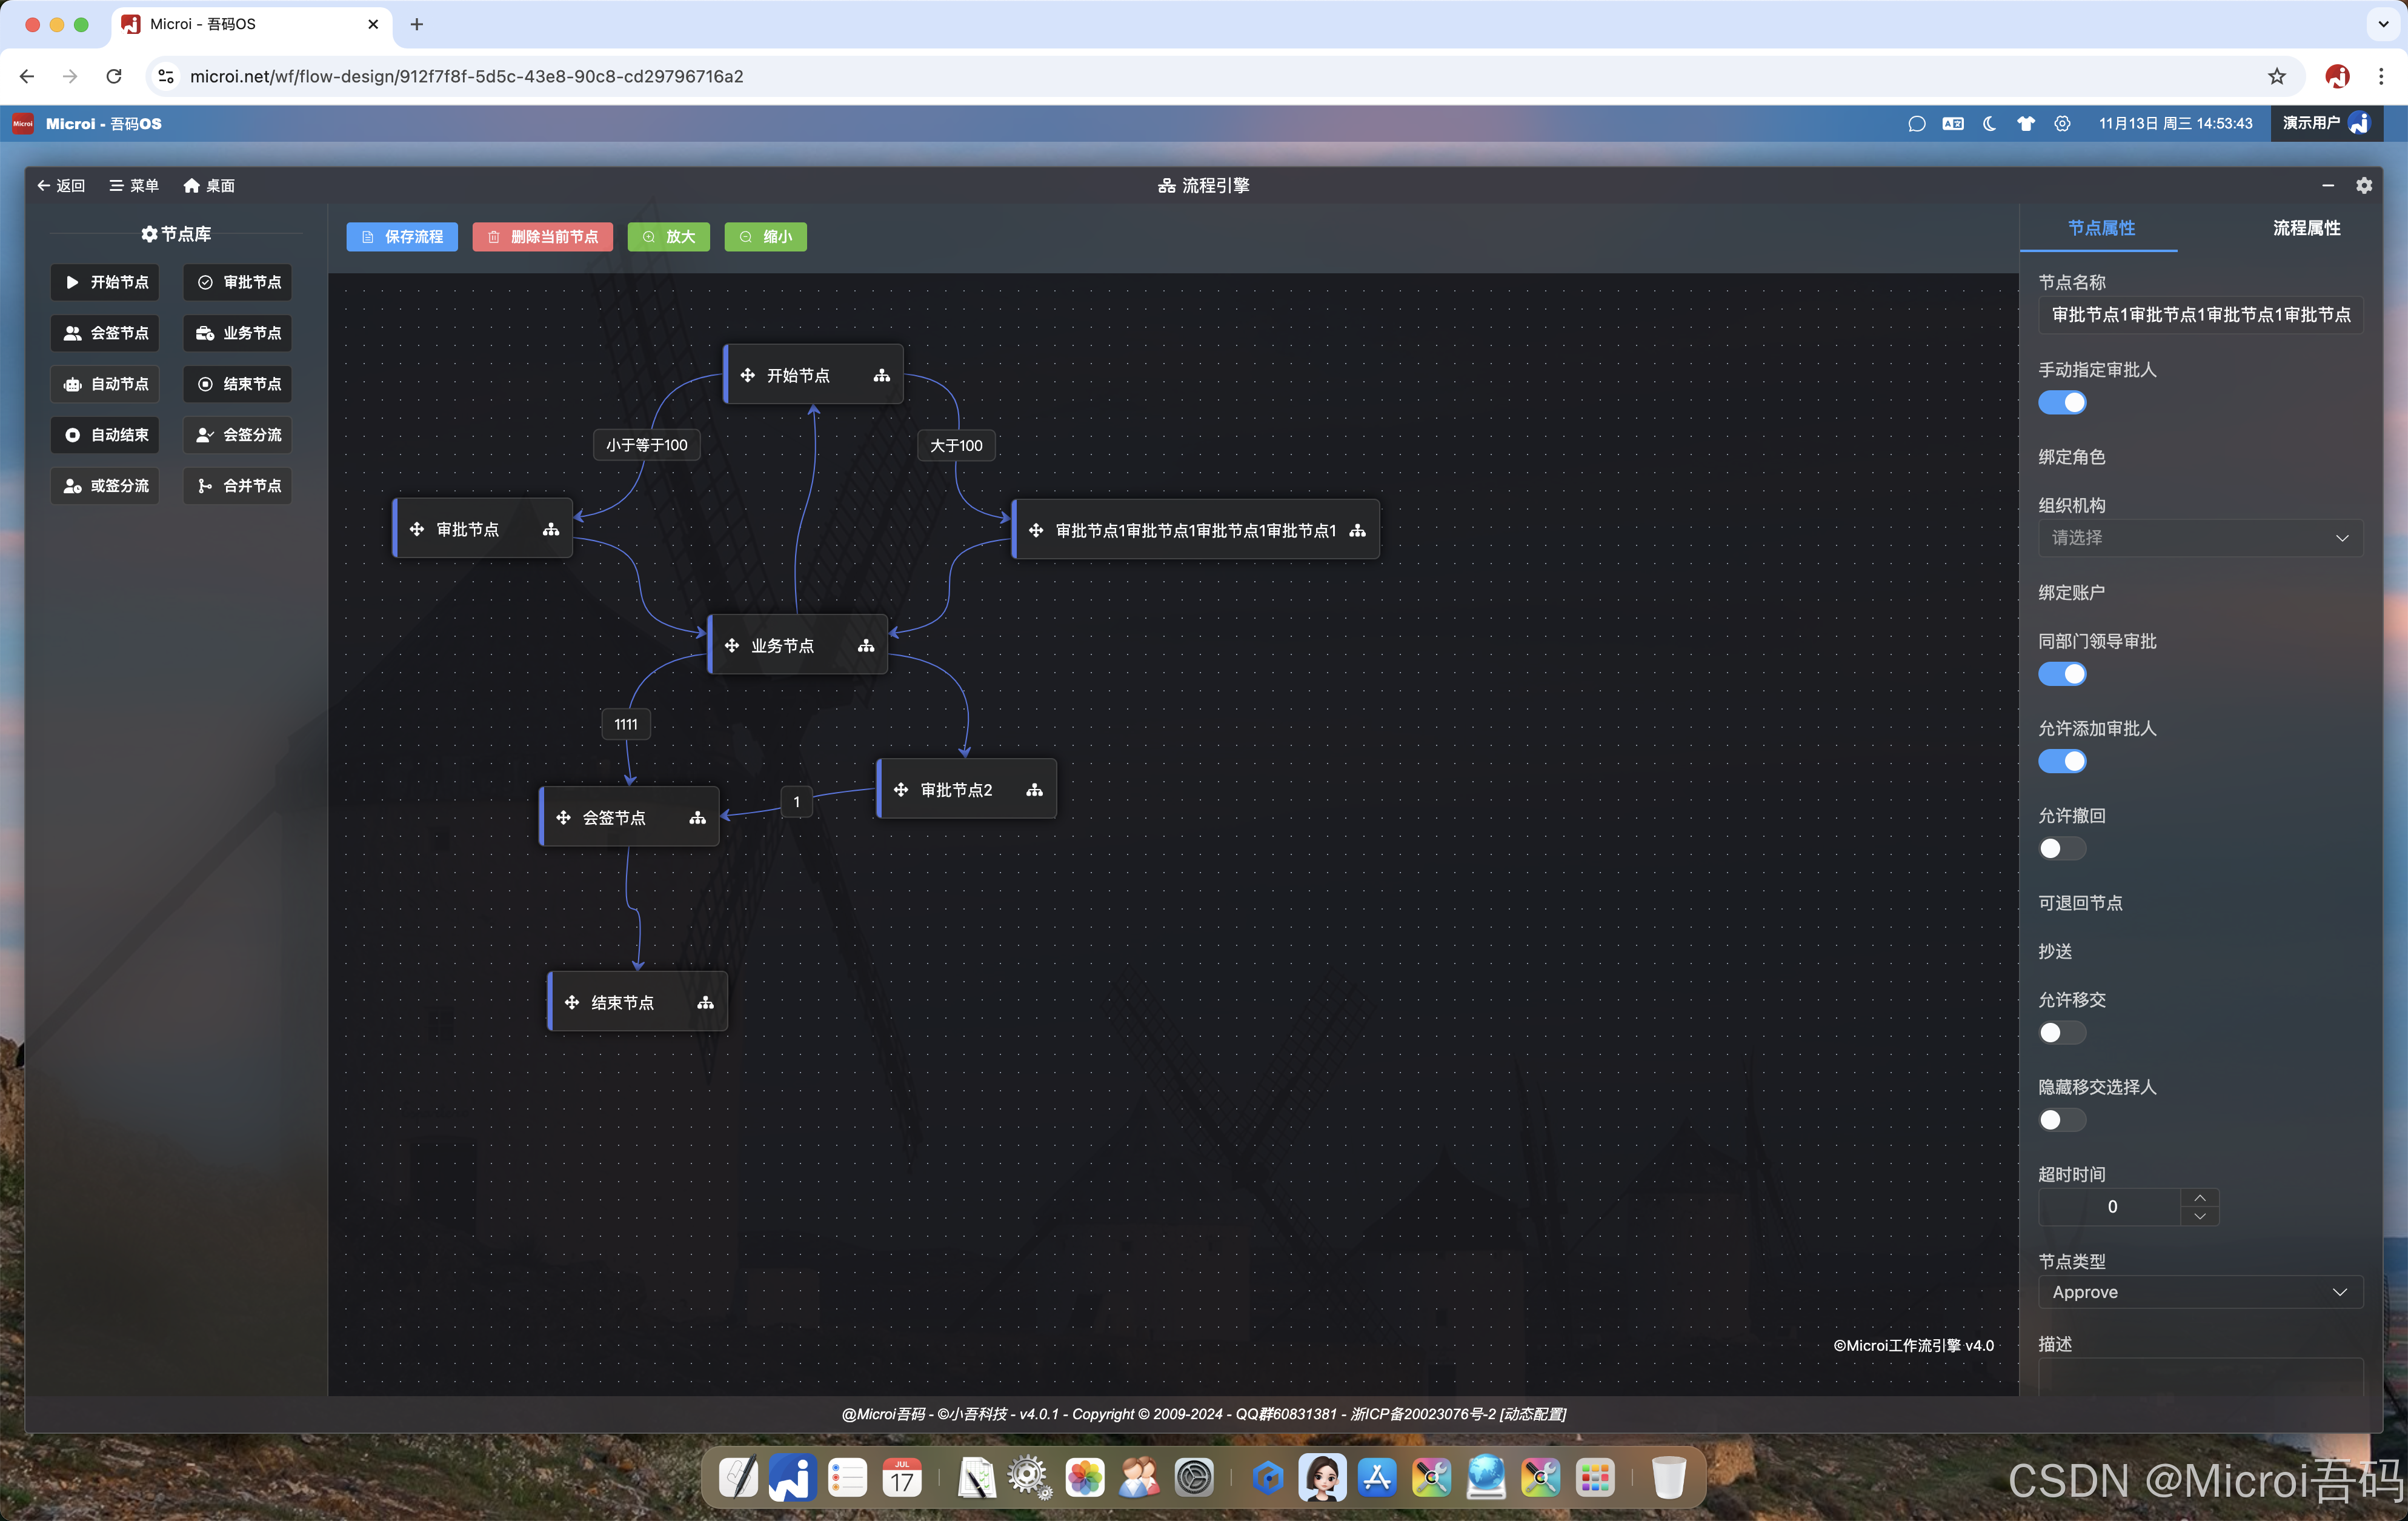 Microi - 吾码OS
microi.net/wf/flow-design/912f7f8f-5d5c-43e8-90c8-cd29796716a2
Microi
Microi - 吾码OS
11月13日 周三 14:53:43
演示用户
返回
菜单
桌面
流程引擎
节点库
开始节点
审批节点
会签节点
业务节点
自动节点
结束节点
自动结束
会签分流
或签分流
合并节点
保存流程
删除当前节点
放大
缩小
开始节点
小于等于100
大于100
审批节点
审批节点1审批节点1审批节点1审批节点1
业务节点
1111
审批节点2
1
会签节点
结束节点
©Microi工作流引擎 v4.0
节点属性
流程属性
节点名称
审批节点1审批节点1审批节点1审批节点
手动指定审批人
绑定角色
组织机构
请选择
绑定账户
同部门领导审批
允许添加审批人
允许撤回
可退回节点
抄送
允许移交
隐藏移交选择人
超时时间
0
节点类型
Approve
描述
@Microi吾码 - ©小吾科技 - v4.0.1 - Copyright © 2009-2024 - QQ群60831381 - 浙ICP备20023076号-2 [动态配置]
JUL
17
CSDN @Microi吾码